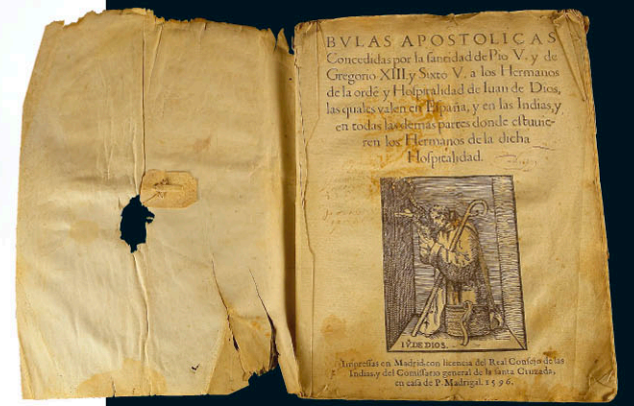 BVLAS APOSTOLICAS
Concedidas por la santidad de Pio V. y de
Gregorio XIII. y Sixto V. a los Hermanos
de la ordẽ y Hospitalidad de Iuan de Dios,
las quales valen en España, y en las Indias, y
en todas las demas partes donde estuuie-
ren los Hermanos de la dicha
Hospitalidad.
IV. DE DIOS.
Impressas en Madrid, con licencia del Real Consejo de las
Indias, y del Comissario general de la santa Cruzada,
en casa de P. Madrigal. 1596.